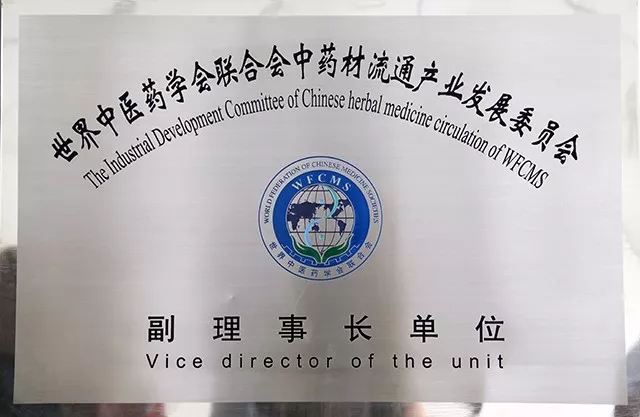 世界中医药学会联合会中药材流通产业发展委员会
The Industrial Development Committee of Chinese herbal medicine circulation of WFCMS
WORLD FEDERATION OF CHINESE MEDICINE SOCIETIES
WFCMS
世界中医药学会联合会
副理事长单位
Vice director of the unit